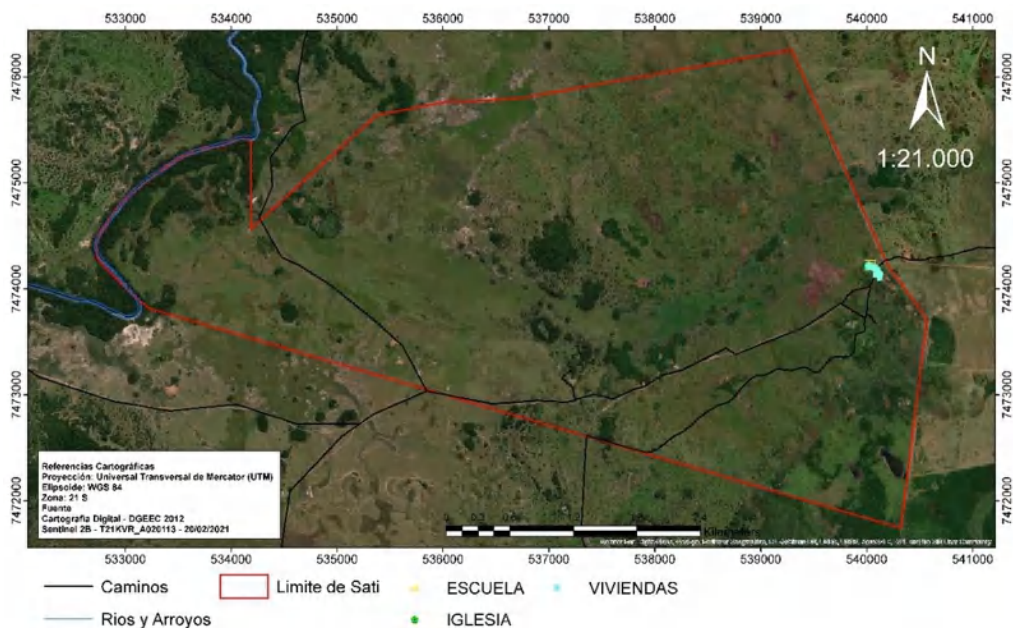 533000 534000 535000 536000 537000 538000 539000 540000 541000
7476000 7476000
N
1:21.000
7475000 7475000
7474000 7474000
7473000 7473000
7472000 7472000
Referencias Cartográficas
Proyección: Universal Transversal de Mercator (UTM)
Elipsoide: WGS 84
Zona: 21 S
Fuente
Cartografia Digital - DGEEC 2012
Sentinel 2B - T21KVR_A020113 - 20/02/2021
533000 534000 535000 536000 537000 538000 539000 540000 541000
Caminos Limite de Sati ESCUELA VIVIENDAS
Rios y Arroyos IGLESIA